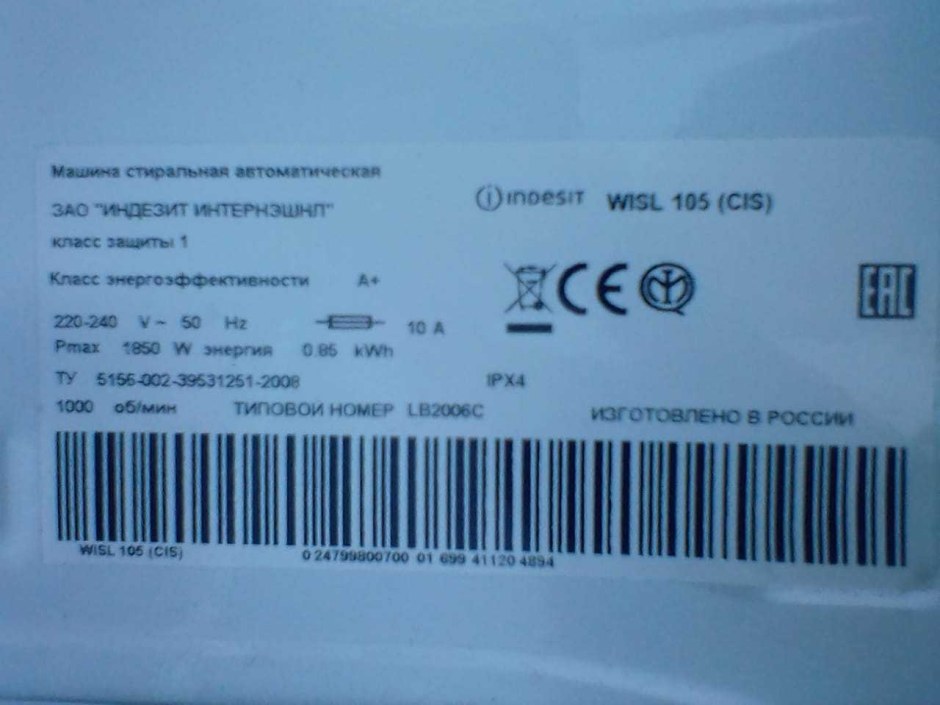 Машина стиральная автоматическая
ЗАО "ИНДЕЗИТ ИНТЕРНЭШНЛ"
indesit WISL 105 (CIS)
класс защиты 1
Класс энергоэффективности A+
CE
EAC
220-240 V~ 50 Hz 10 A
Pmax 1850 W энергия 0.85 kWh
ТУ 5156-002-39531251-2008 IPX4
1000 об/мин ТИПОВОЙ НОМЕР LB2006C ИЗГОТОВЛЕНО В РОССИИ
WISL 105 (CIS) 0 24799800700 01 699 41120 4894